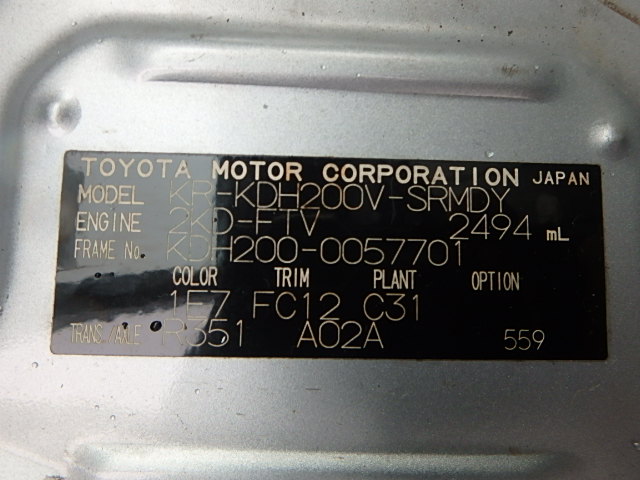 TOYOTA MOTOR CORPORATION JAPAN
MODEL KR-KDH200V-SRMDY
ENGINE 2KD-FTV 2494 mL
FRAME No. KDH200-0057701
COLOR TRIM PLANT OPTION
1E7 FC12 C31
TRANS/AXLE R351 A02A 559